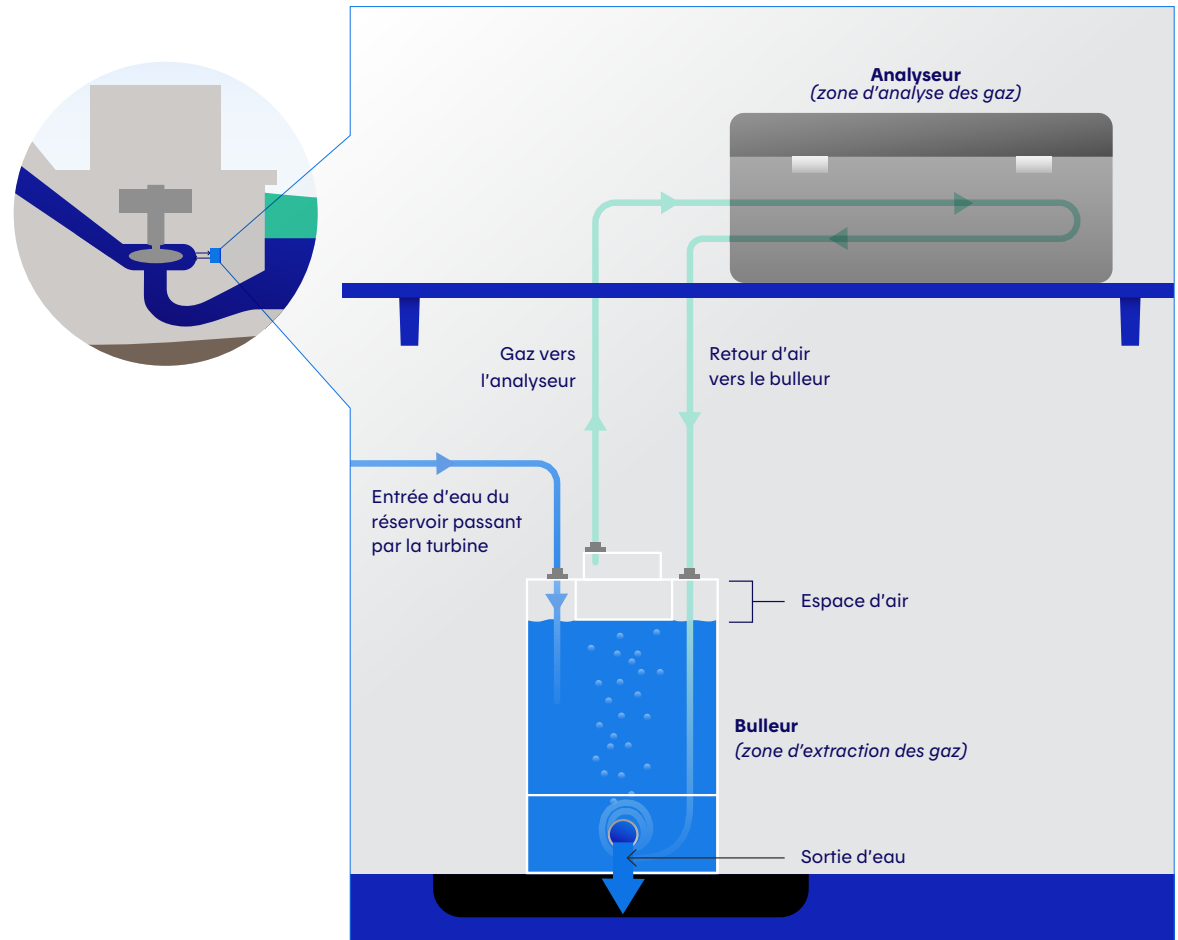 Analyseur
(zone d'analyse des gaz)
Gaz vers
l'analyseur
Retour d'air
vers le bulleur
Entrée d'eau du
réservoir passant
par la turbine
Espace d'air
Bulleur
(zone d'extraction des gaz)
Sortie d'eau